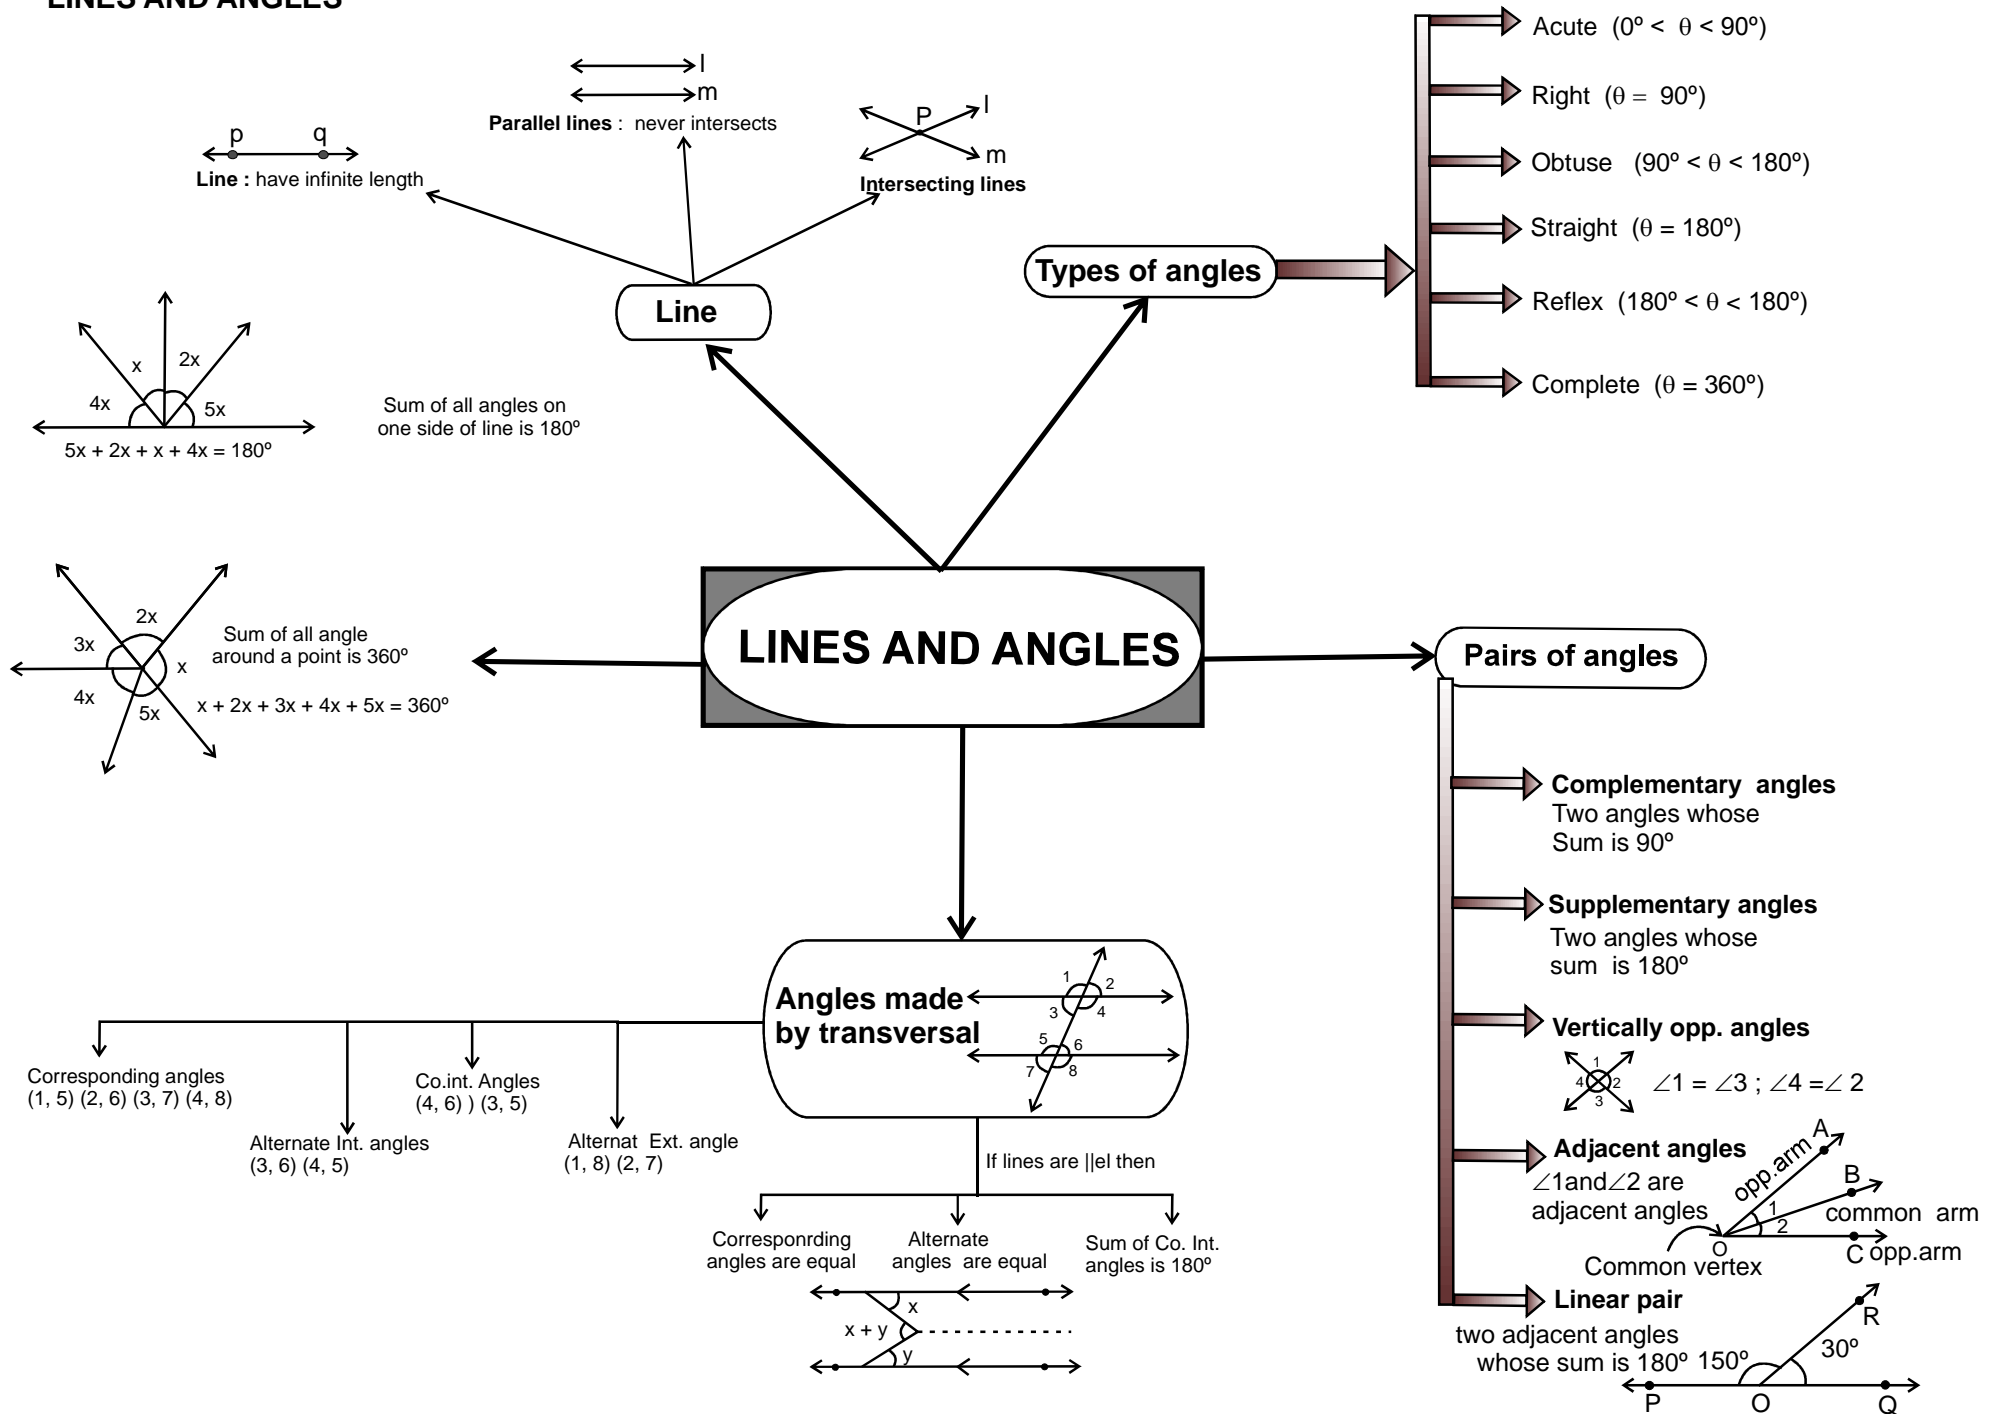 LINES AND ANGLES
p q
Line : have infinite length
l
m
Parallel lines : never intersects
P l
m
Intersecting lines
Line
Types of angles
Acute (0º < θ < 90º)
Right (θ = 90º)
Obtuse (90º < θ < 180º)
Straight (θ = 180º)
Reflex (180º < θ < 180º)
Complete (θ = 360º)
x 2x
4x 5x
5x + 2x + x + 4x = 180º
Sum of all angles on
one side of line is 180º
2x
3x
x
4x
5x
Sum of all angle
around a point is 360º
x + 2x + 3x + 4x + 5x = 360º
LINES AND ANGLES
Pairs of angles
Complementary angles
Two angles whose
Sum is 90º
Supplementary angles
Two angles whose
sum is 180º
Vertically opp. angles
1
4 2
3
∠1 = ∠3 ; ∠4 =∠ 2
Adjacent angles
∠1and∠2 are
adjacent angles
opp.arm A
B
1
2
common arm
O
C opp.arm
Common vertex
Linear pair
two adjacent angles
whose sum is 180º
150º 30º
R
P O Q
Angles made
by transversal
1 2
3 4
5 6
7 8
Corresponding angles
(1, 5) (2, 6) (3, 7) (4, 8)
Alternate Int. angles
(3, 6) (4, 5)
Co.int. Angles
(4, 6) ) (3, 5)
Alternat Ext. angle
(1, 8) (2, 7)
If lines are ||el then
Corresponrding
angles are equal
Alternate
angles are equal
Sum of Co. Int.
angles is 180º
x
x + y
y